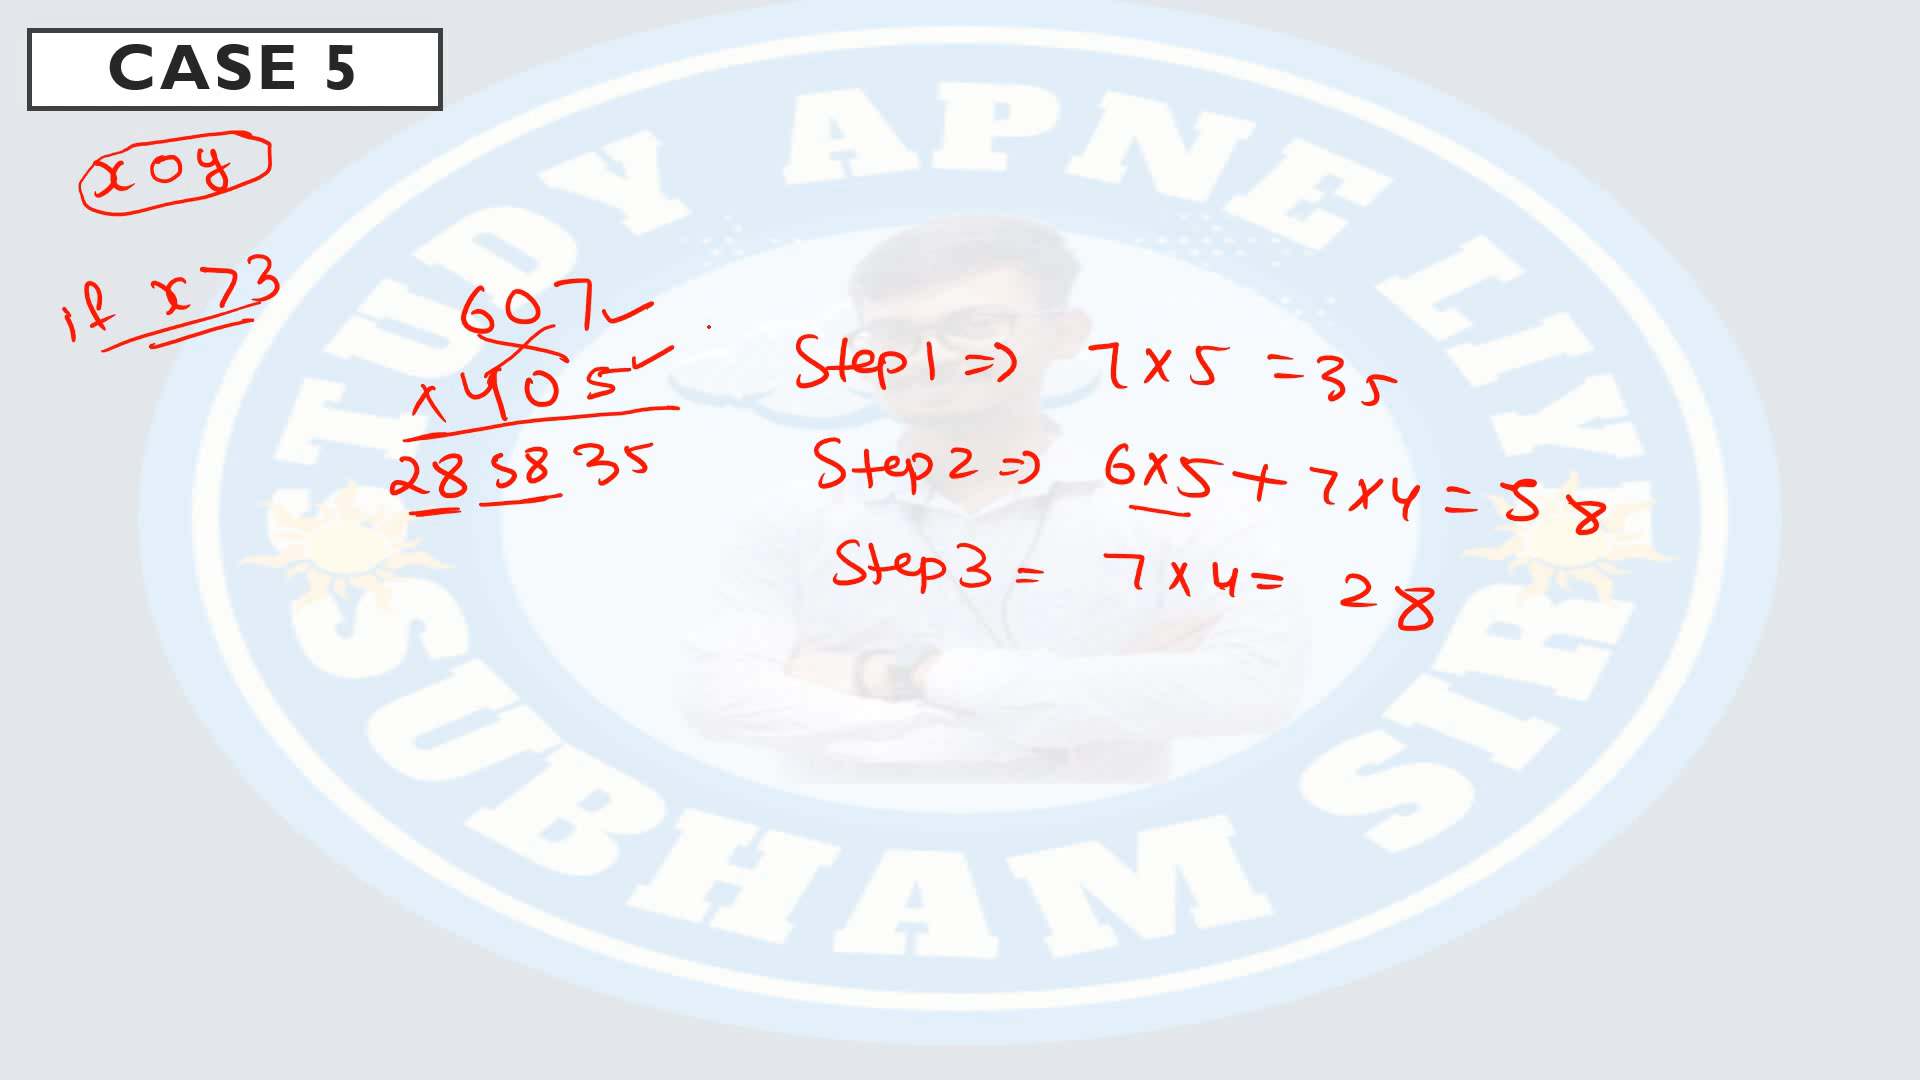 CASE 5
x0y
if x>3
607
x405
285835
Step1 => 7x5 = 35
Step2 => 6x5+7x4=58
Step3 = 7x4= 28
STUDY APNE LIYE
SUBHAM SIR